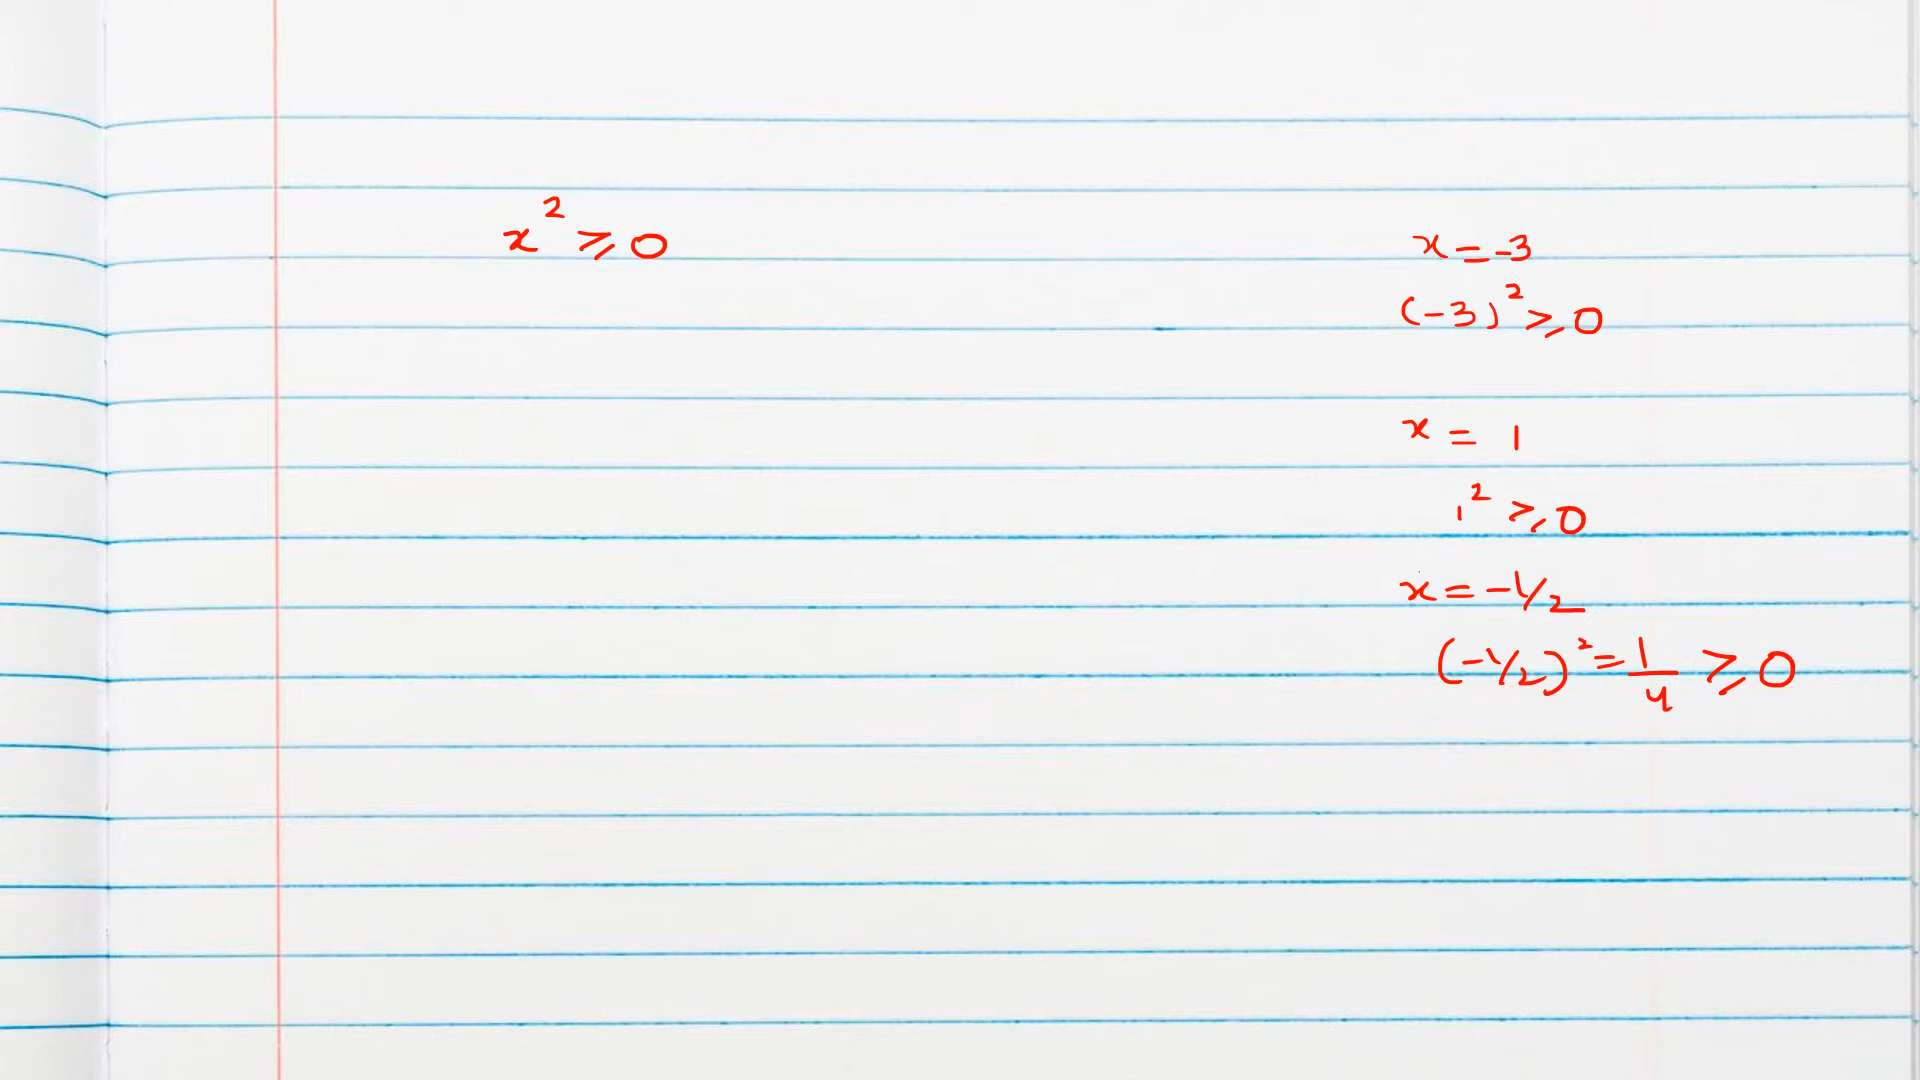 x² ≥ 0
x = -3
(-3)² ≥ 0
x = 1
1² ≥ 0
x = -1/2
(-1/2)² = 1/4 ≥ 0